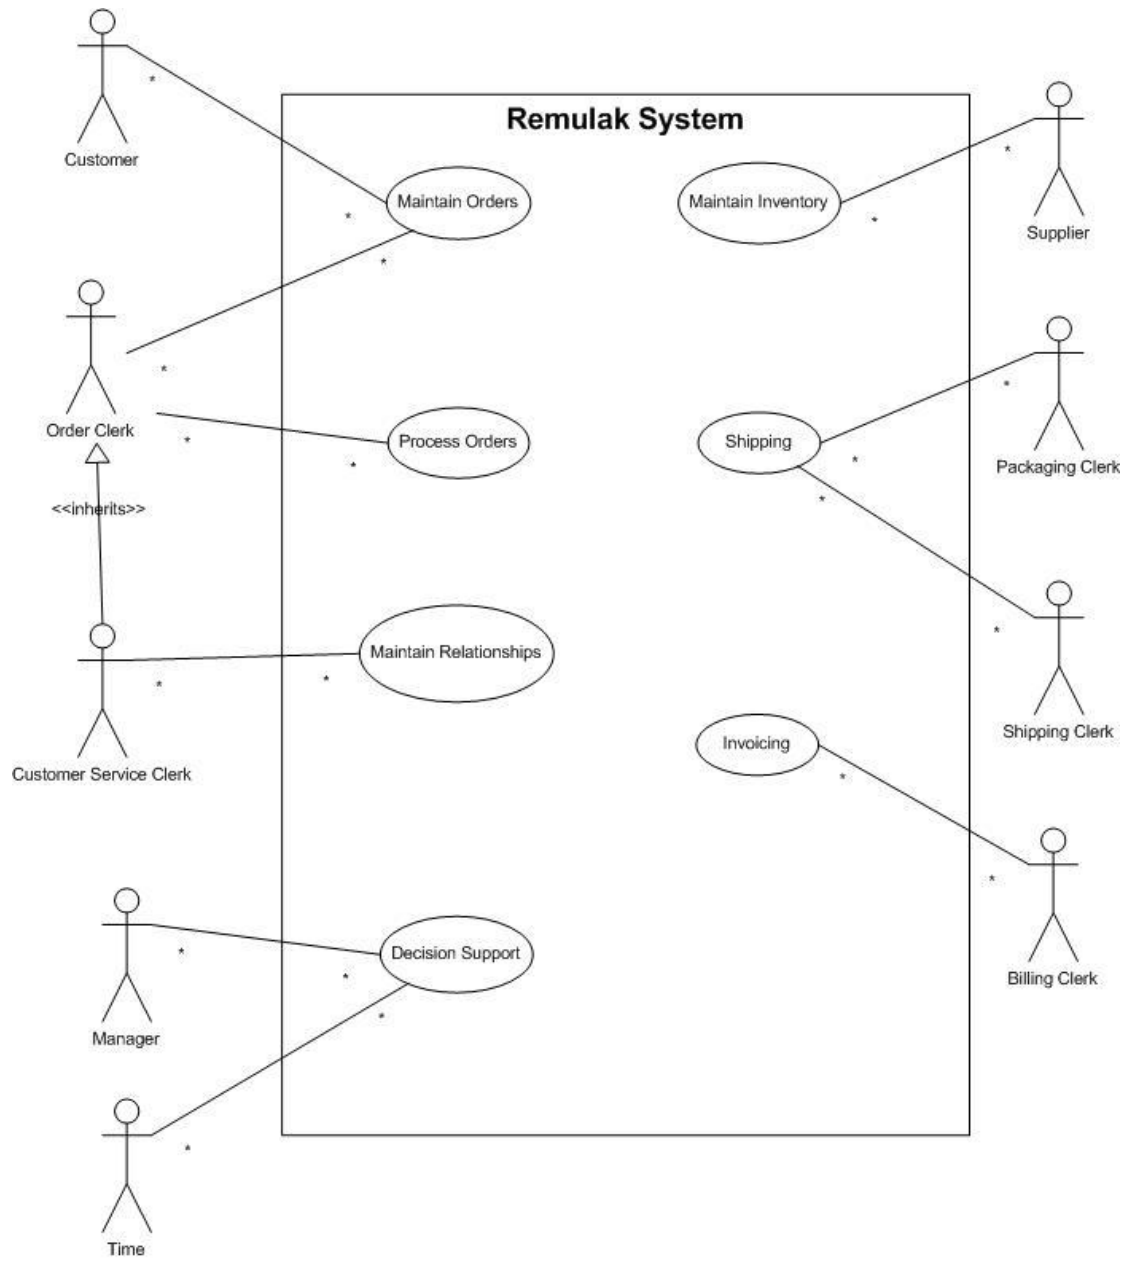 Customer
*
Remulak System
*
Maintain Orders
*
Order Clerk
*
*
Process Orders
*
<<inherits>>
Customer Service Clerk
*
Maintain Relationships
*
Manager
*
Decision Support
*
*
Time
*
Maintain Inventory
*
*
Supplier
Shipping
*
*
Packaging Clerk
*
*
Shipping Clerk
Invoicing
*
*
Billing Clerk